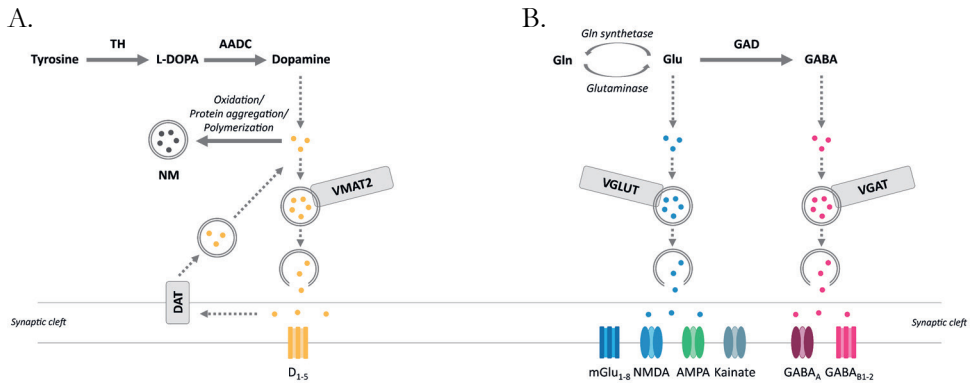 A.
TH
AADC
Tyrosine
L-DOPA
Dopamine
Oxidation/
Protein aggregation/
Polymerization
NM
VMAT2
DAT
Synaptic cleft
D1-5
B.
Gln synthetase
GAD
Gln
Glu
GABA
Glutaminase
VGLUT
VGAT
Synaptic cleft
mGlu1-8 NMDA AMPA Kainate
GABAA GABAB1-2